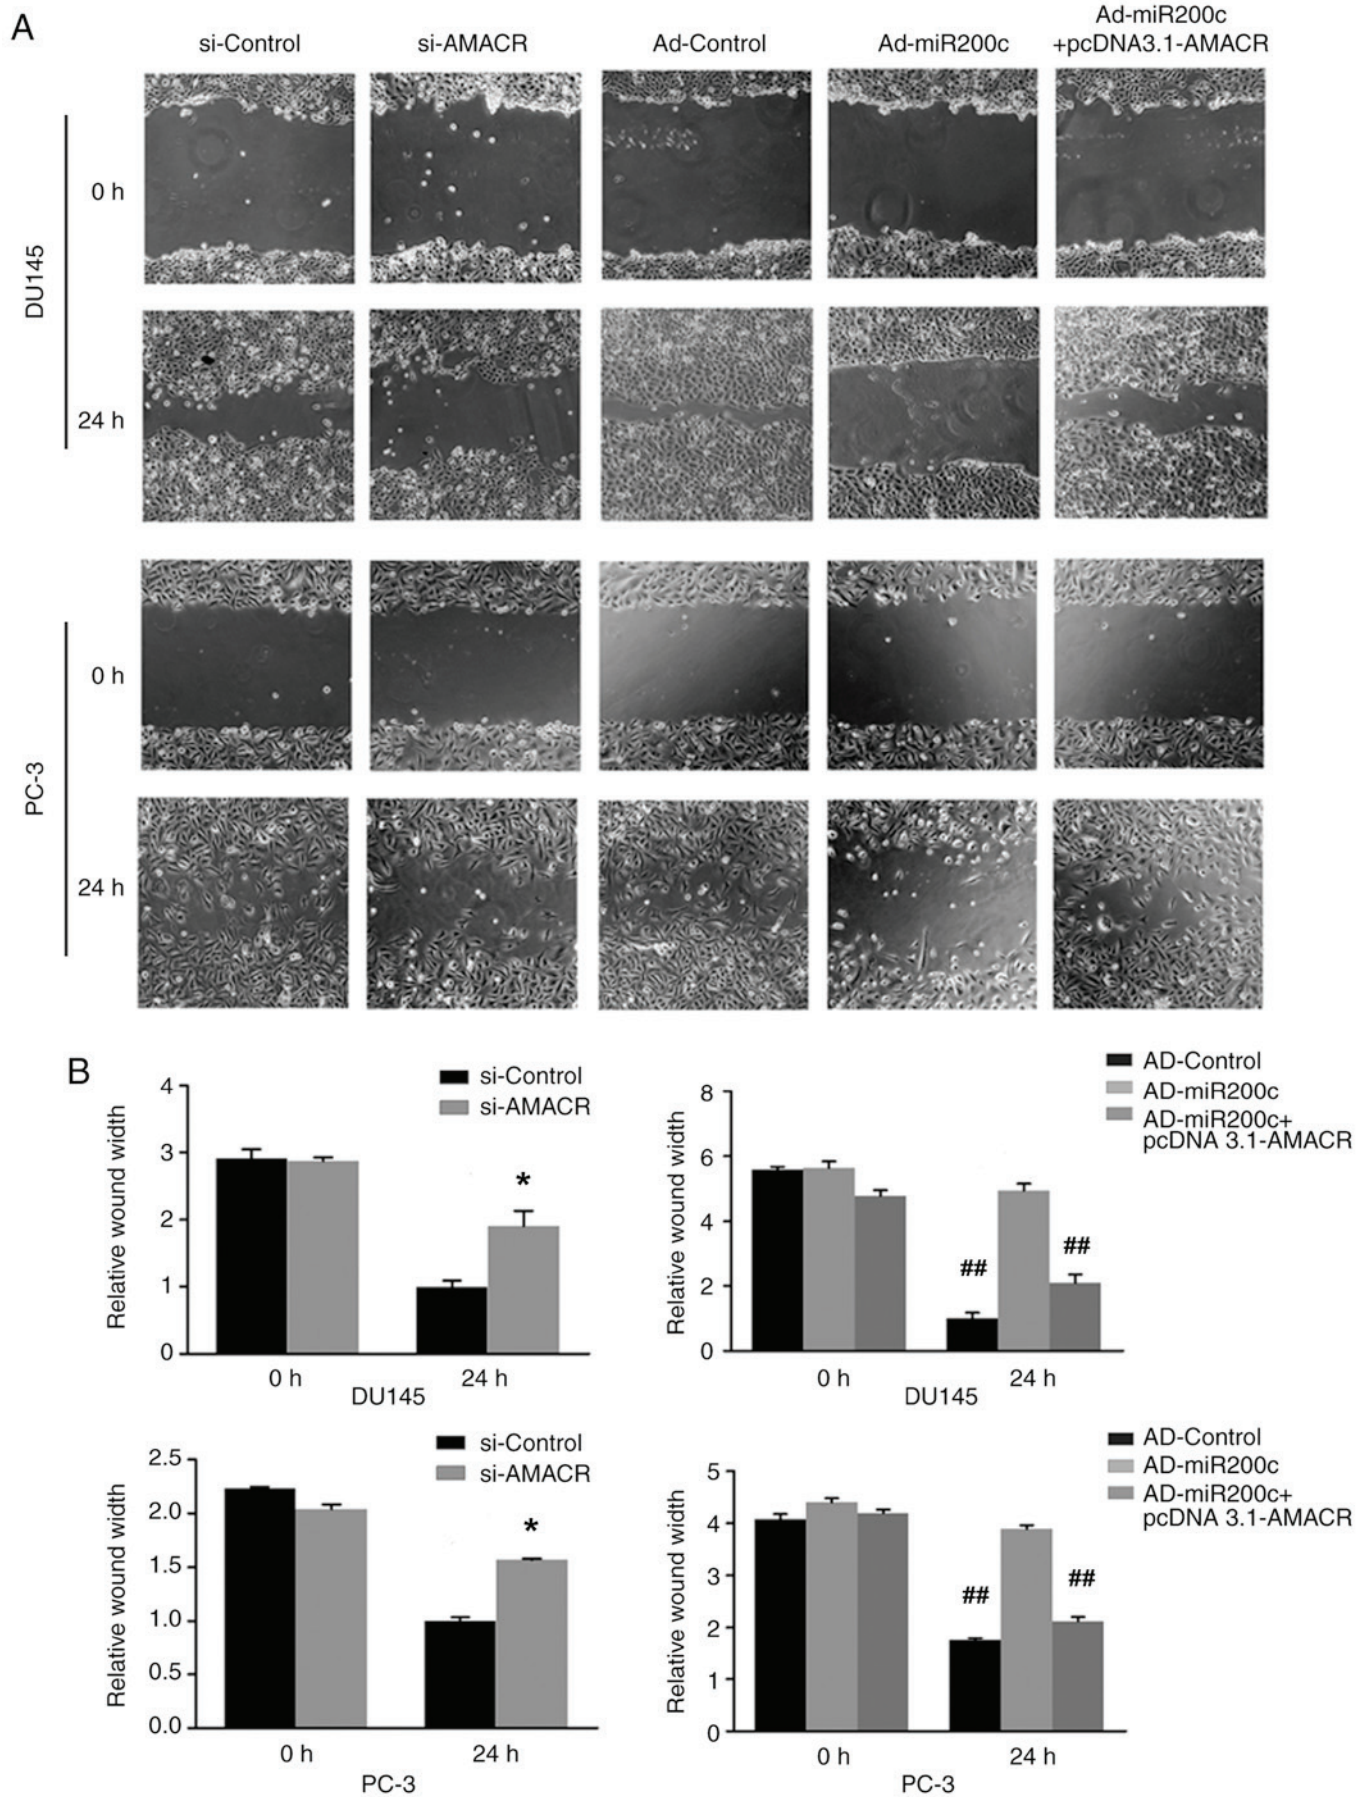 A
si-Control
si-AMACR
Ad-Control
Ad-miR200c
Ad-miR200c
+pcDNA3.1-AMACR
DU145
0 h
24 h
PC-3
0 h
24 h
B
Relative wound width
4
3
2
1
0
si-Control
si-AMACR
*
0 h
24 h
DU145
Relative wound width
8
6
4
2
0
AD-Control
AD-miR200c
AD-miR200c+
pcDNA 3.1-AMACR
##
##
0 h
24 h
DU145
Relative wound width
2.5
2.0
1.5
1.0
0.5
0.0
si-Control
si-AMACR
*
0 h
24 h
PC-3
Relative wound width
5
4
3
2
1
0
AD-Control
AD-miR200c
AD-miR200c+
pcDNA 3.1-AMACR
##
##
0 h
24 h
PC-3